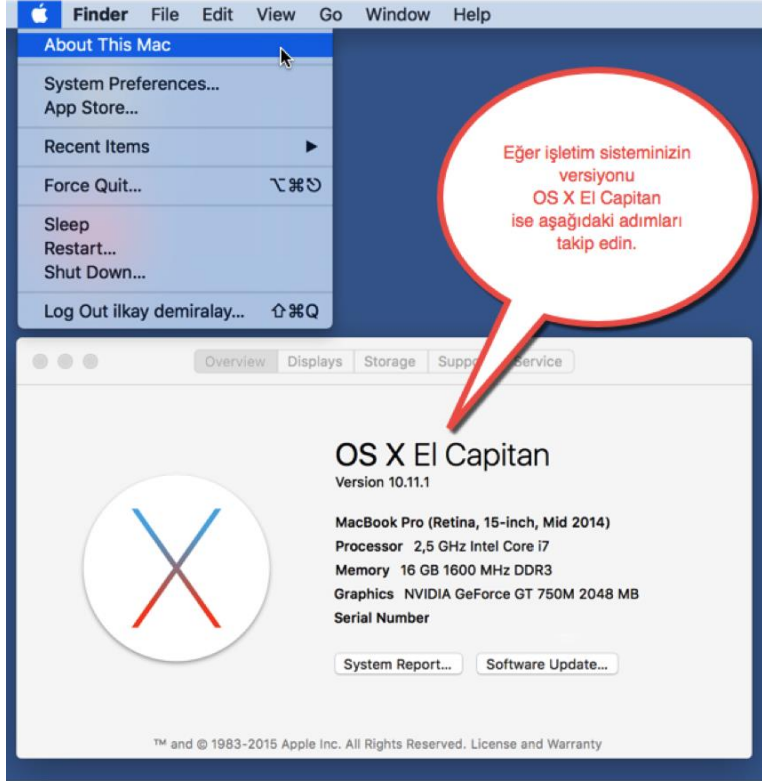 Finder File Edit View Go Window Help
About This Mac
System Preferences...
App Store...
Recent Items
Force Quit... ⌥⌘⎋
Sleep
Restart...
Shut Down...
Log Out ilkay demiralay... ⇧⌘Q
Eğer işletim sisteminizin
versiyonu
OS X El Capitan
ise aşağıdaki adımları
takip edin.
Overview Displays Storage Support Service
OS X El Capitan
Version 10.11.1
MacBook Pro (Retina, 15-inch, Mid 2014)
Processor 2,5 GHz Intel Core i7
Memory 16 GB 1600 MHz DDR3
Graphics NVIDIA GeForce GT 750M 2048 MB
Serial Number
System Report... Software Update...
™ and © 1983-2015 Apple Inc. All Rights Reserved. License and Warranty